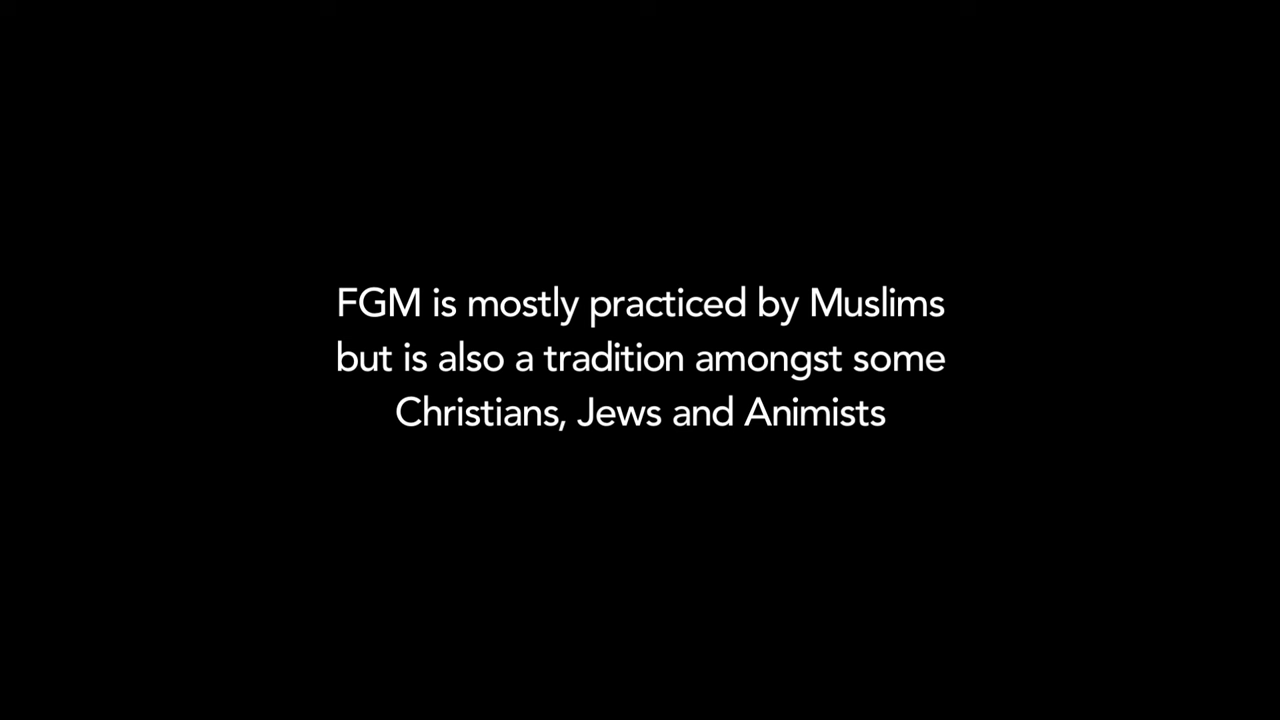 FGM is mostly practiced by Muslims
but is also a tradition amongst some
Christians, Jews and Animists